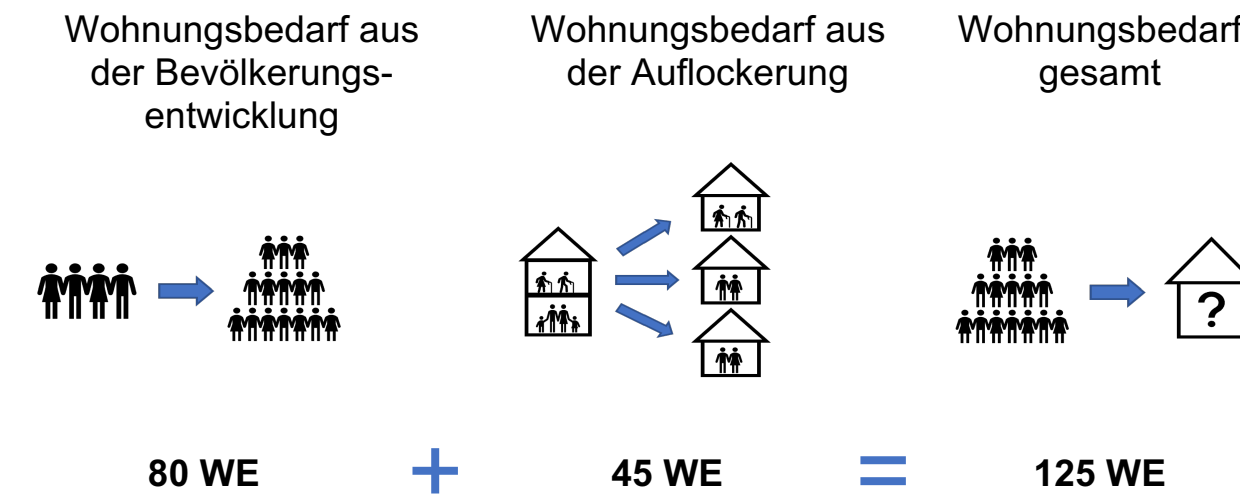 Wohnungsbedarf aus
der Bevölkerungs-
entwicklung
Wohnungsbedarf aus
der Auflockerung
Wohnungsbedarf
gesamt
?
80 WE + 45 WE = 125 WE